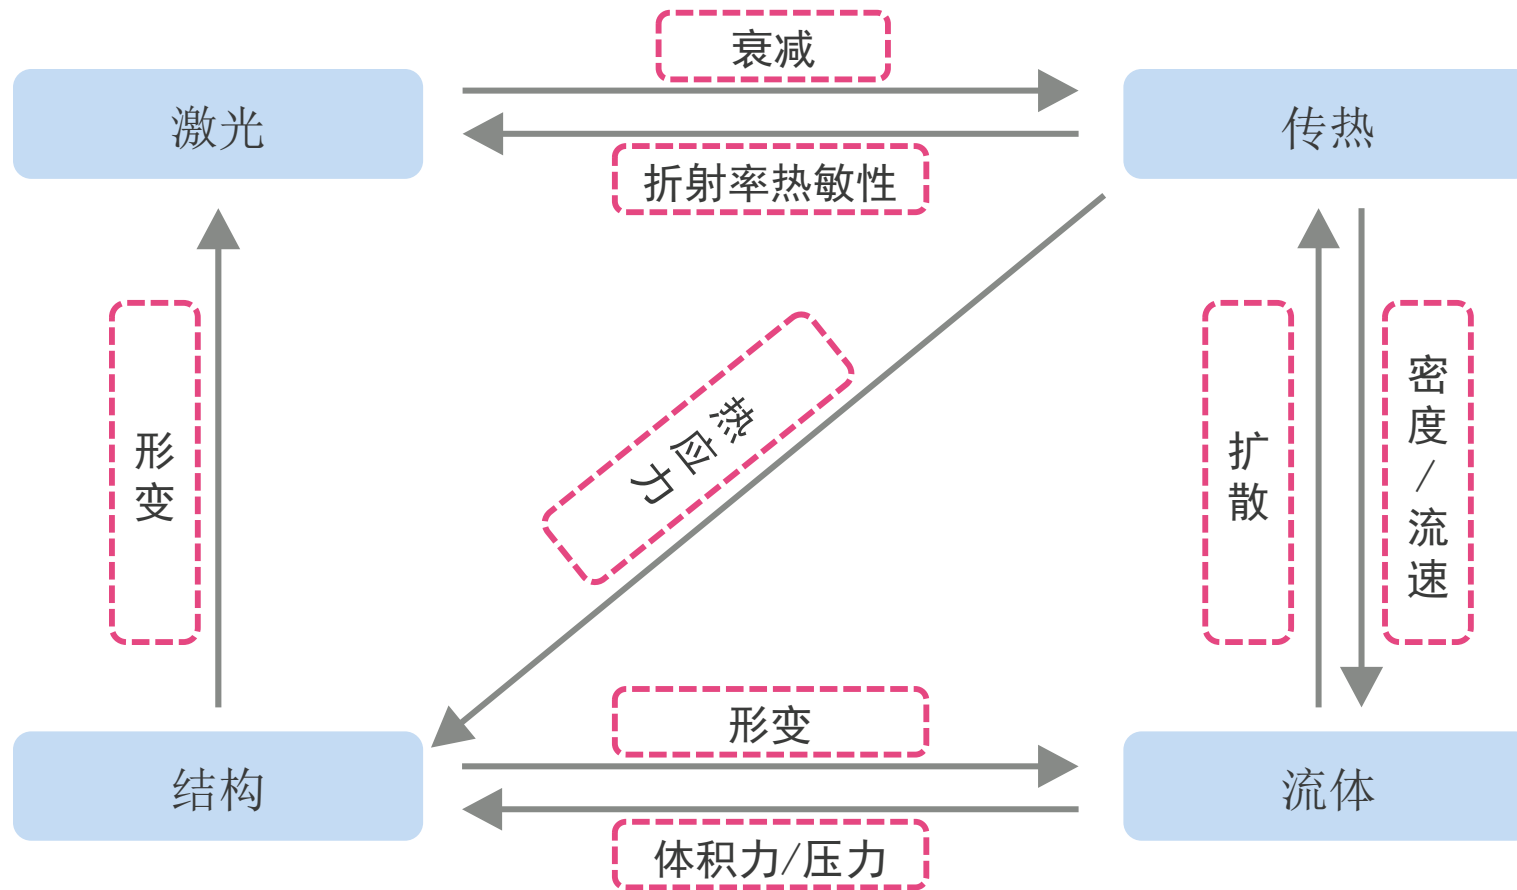 衰减
激光
传热
折射率热敏性
热应力
形变
扩散
密度/流速
形变
结构
流体
体积力/压力